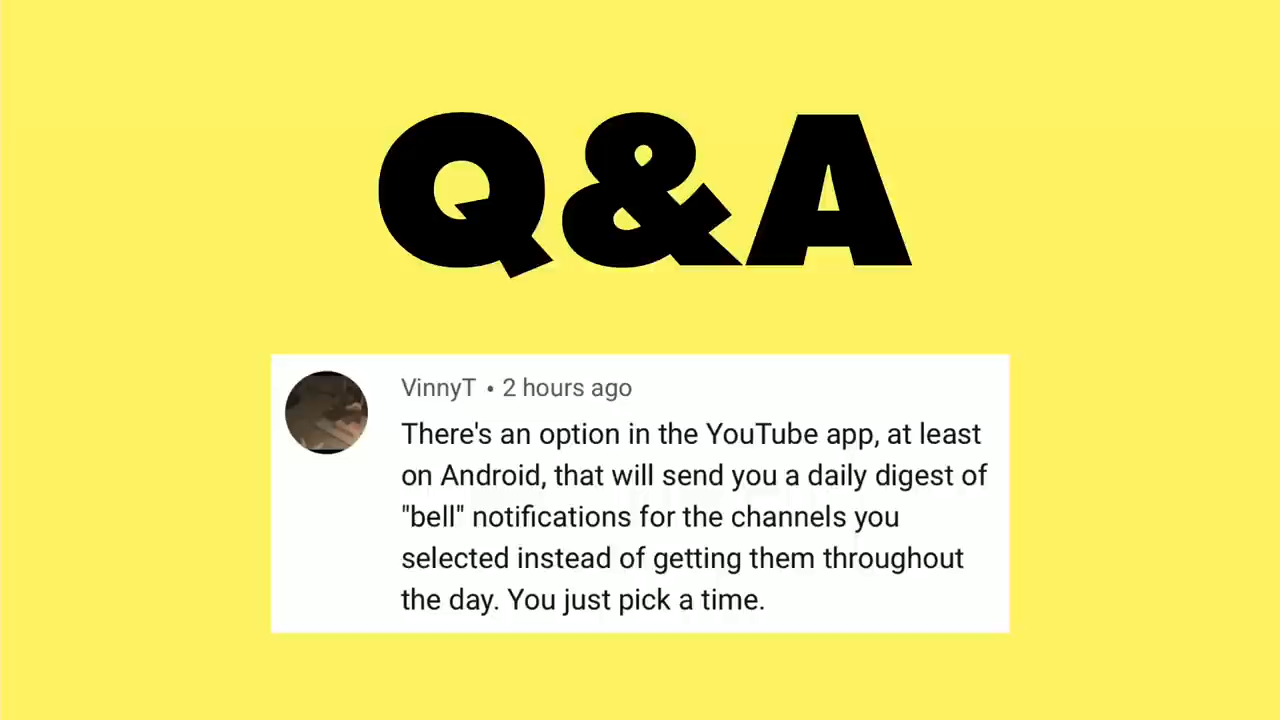 Q&A
VinnyT • 2 hours ago
There's an option in the YouTube app, at least
on Android, that will send you a daily digest of
"bell" notifications for the channels you
selected instead of getting them throughout
the day. You just pick a time.